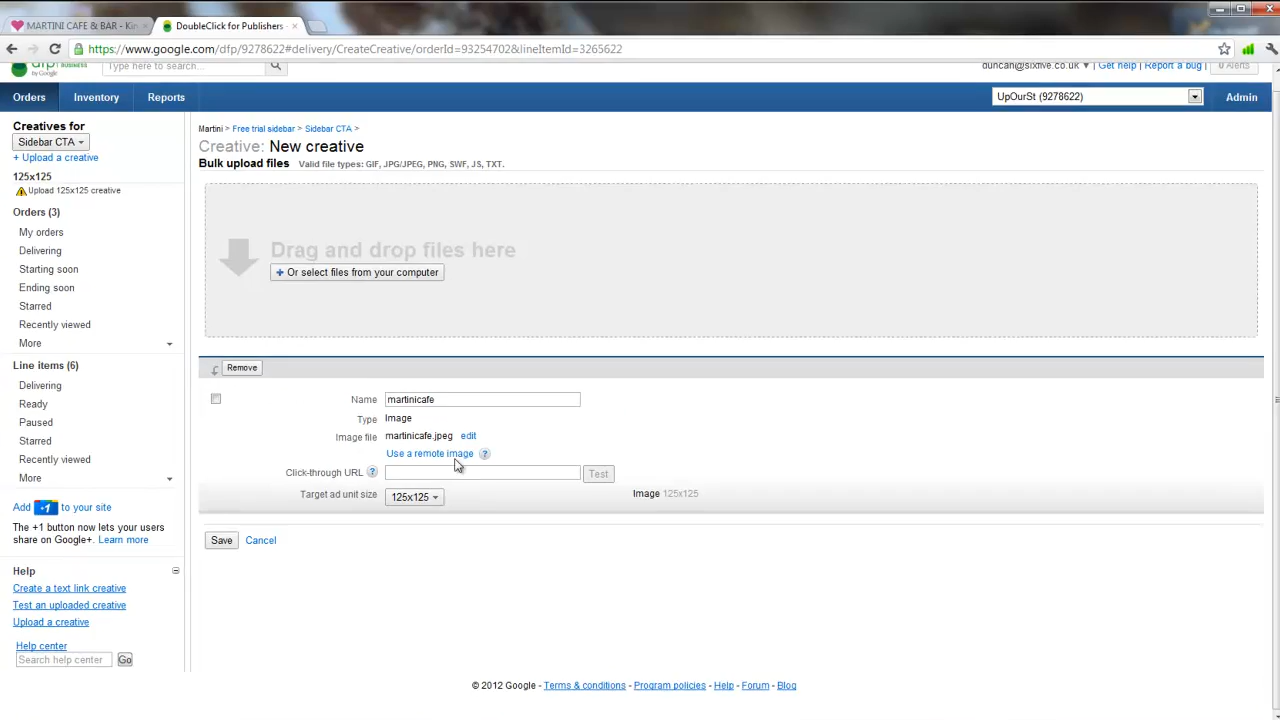 MARTINI CAFE & BAR - Kin
DoubleClick for Publishers -
https://www.google.com/dfp/9278622#delivery/CreateCreative/orderId=93254702&lineItemId=3265622
dfp BUSINESS
by Google
Type here to search
duncan@sixfive.co.uk Get help | Report a bug 0 Alerts
Orders Inventory Reports
UpOurSt (9278622)
Admin
Creatives for
Sidebar CTA
+ Upload a creative
125x125
Upload 125x125 creative
Orders (3)
My orders
Delivering
Starting soon
Ending soon
Starred
Recently viewed
More
Line items (6)
Delivering
Ready
Paused
Starred
Recently viewed
More
Add +1 to your site
The +1 button now lets your users
share on Google+. Learn more
Help
Create a text link creative
Test an uploaded creative
Upload a creative
Help center
Search help center Go
Martini > Free trial sidebar > Sidebar CTA >
Creative: New creative
Bulk upload files Valid file types: GIF, JPG/JPEG, PNG, SWF, JS, TXT.
Drag and drop files here
+ Or select files from your computer
Remove
Name martinicafe
Type Image
Image file martinicafe.jpeg edit
Use a remote image ?
Click-through URL ? Test
Target ad unit size 125x125
Image 125x125
Save Cancel
© 2012 Google - Terms & conditions - Program policies - Help - Forum - Blog